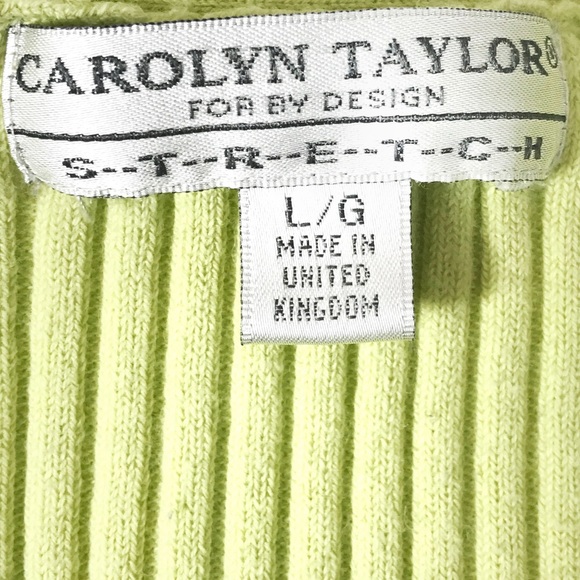 CAROLYN TAYLOR®
FOR BY DESIGN
S--T--R--E--T--C--H
L/G
MADE IN
UNITED
KINGDOM